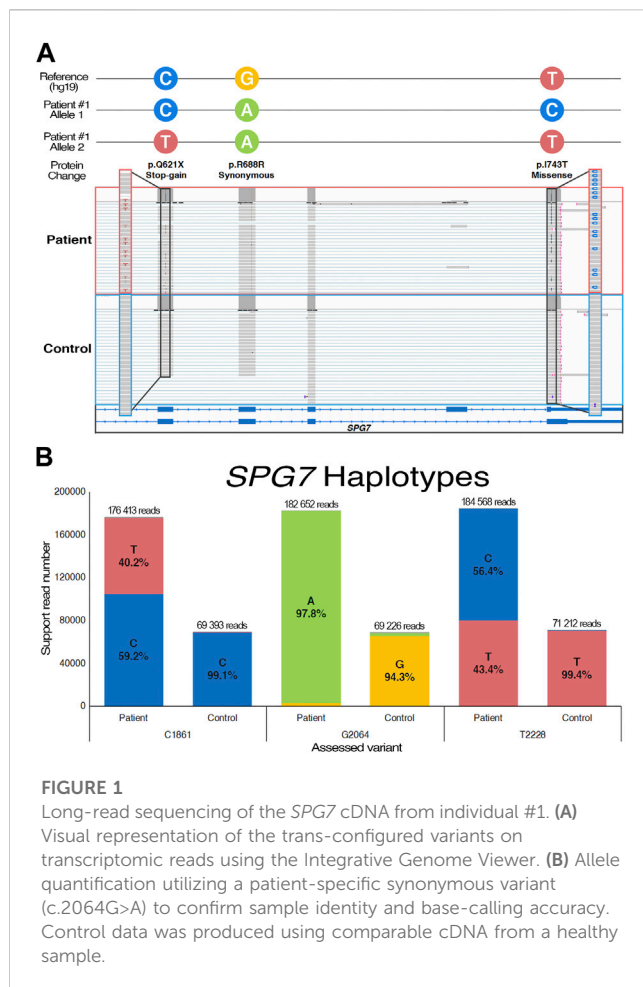 A
Reference
(hg19)
C G T
Patient #1
Allele 1
C A C
Patient #1
Allele 2
T A T
Protein
Change
p.Q621X
Stop-gain
p.R688R
Synonymous
p.I743T
Missense
Patient
Control
SPG7
B
SPG7 Haplotypes
Support read number
200000
160000
120000
80000
40000
0
176 413 reads
T
40.2%
C
59.2%
69 393 reads
C
99.1%
182 652 reads
A
97.8%
69 226 reads
G
94.3%
184 568 reads
C
56.4%
T
43.4%
71 212 reads
T
99.4%
Patient Control Patient Control Patient Control
C1861 G2064 T2228
Assessed variant
FIGURE 1
Long-read sequencing of the SPG7 cDNA from individual #1. (A)
Visual representation of the trans-configured variants on
transcriptomic reads using the Integrative Genome Viewer. (B) Allele
quantification utilizing a patient-specific synonymous variant
(c.2064G>A) to confirm sample identity and base-calling accuracy.
Control data was produced using comparable cDNA from a healthy
sample.